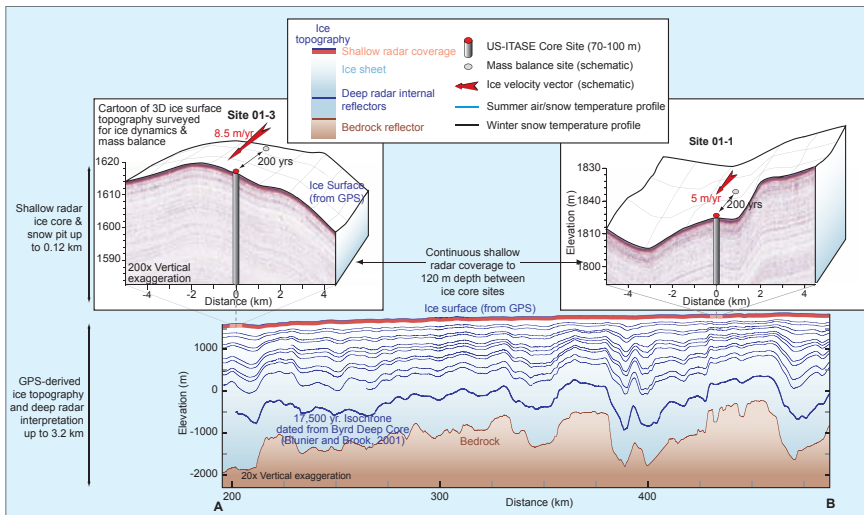 Ice
topography
Shallow radar coverage
Ice sheet
Deep radar internal
reflectors
Bedrock reflector
US-ITASE Core Site (70-100 m)
Mass balance site (schematic)
Ice velocity vector (schematic)
Summer air/snow temperature profile
Winter snow temperature profile
Cartoon of 3D ice surface
topography surveyed
for ice dynamics &
mass balance
Site 01-3
8.5 m/yr
200 yrs
Ice Surface
(from GPS)
1620
1610
1600
1590
200x Vertical
exaggeration
-4
-2
0
2
4
Distance (km)
Site 01-1
5 m/yr
200 yrs
Elevation (m)
1830
1840
1810
1800
-4
-2
0
2
4
Distance (km)
Shallow radar
ice core &
snow pit up
to 0.12 km
Continuous shallow
radar coverage to
120 m depth between
ice core sites
Ice surface (from GPS)
GPS-derived
ice topography
and deep radar
interpretation
up to 3.2 km
Elevation (m)
1000
0
-1000
-2000
17,500 yr. Isochrone
dated from Byrd Deep Core
(Blunier and Brook, 2001)
Bedrock
20x Vertical exaggeration
200
300
400
A
Distance (km)
B